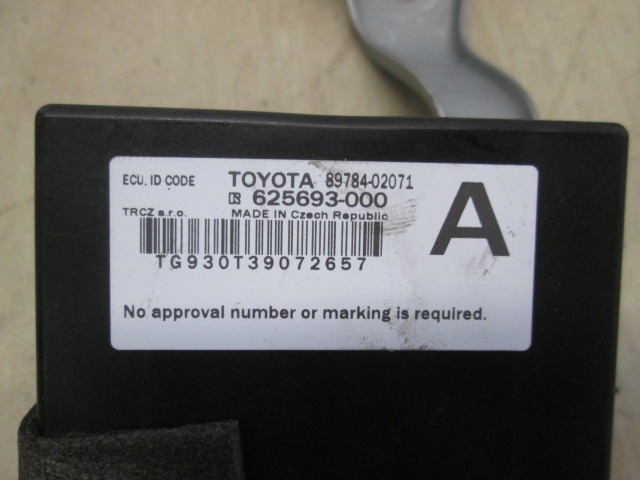 ECU, ID CODE TOYOTA 89784-02071
625693-000
TRCZ s.r.o. MADE IN Czech Republic
TG930T39072657
A
No approval number or marking is required.